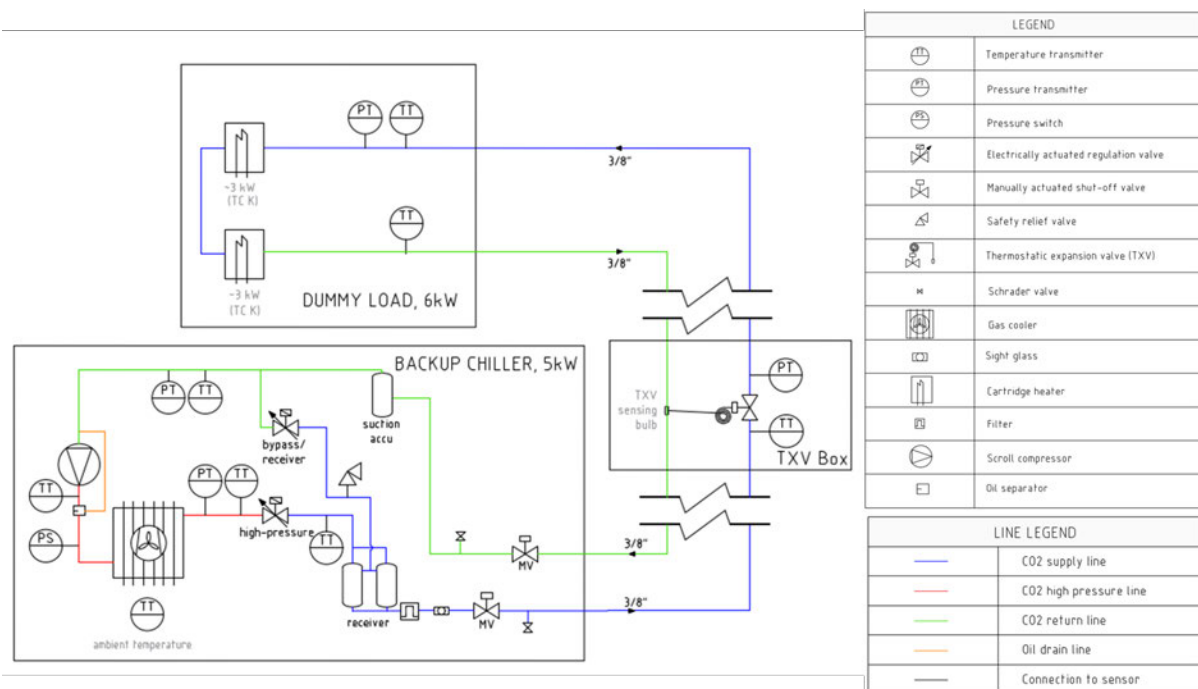 PT
TT
3/8"
~3 kW
(TC K)
TT
3/8"
~3 kW
(TC K)
DUMMY LOAD, 6kW
BACKUP CHILLER, 5kW
PT
TT
suction
accu
bypass/
receiver
TT
PT
TT
high-pressure
TT
PS
TT
ambient temperature
receiver
MV
MV
3/8"
3/8"
PT
TXV
sensing
bulb
TT
TXV Box
LEGEND
TT
Temperature transmitter
PT
Pressure transmitter
PS
Pressure switch
Electrically actuated regulation valve
Manually actuated shut-off valve
Safety relief valve
Thermostatic expansion valve (TXV)
Schrader valve
Gas cooler
Sight glass
Cartridge heater
Filter
Scroll compressor
Oil separator
LINE LEGEND
CO2 supply line
CO2 high pressure line
CO2 return line
Oil drain line
Connection to sensor